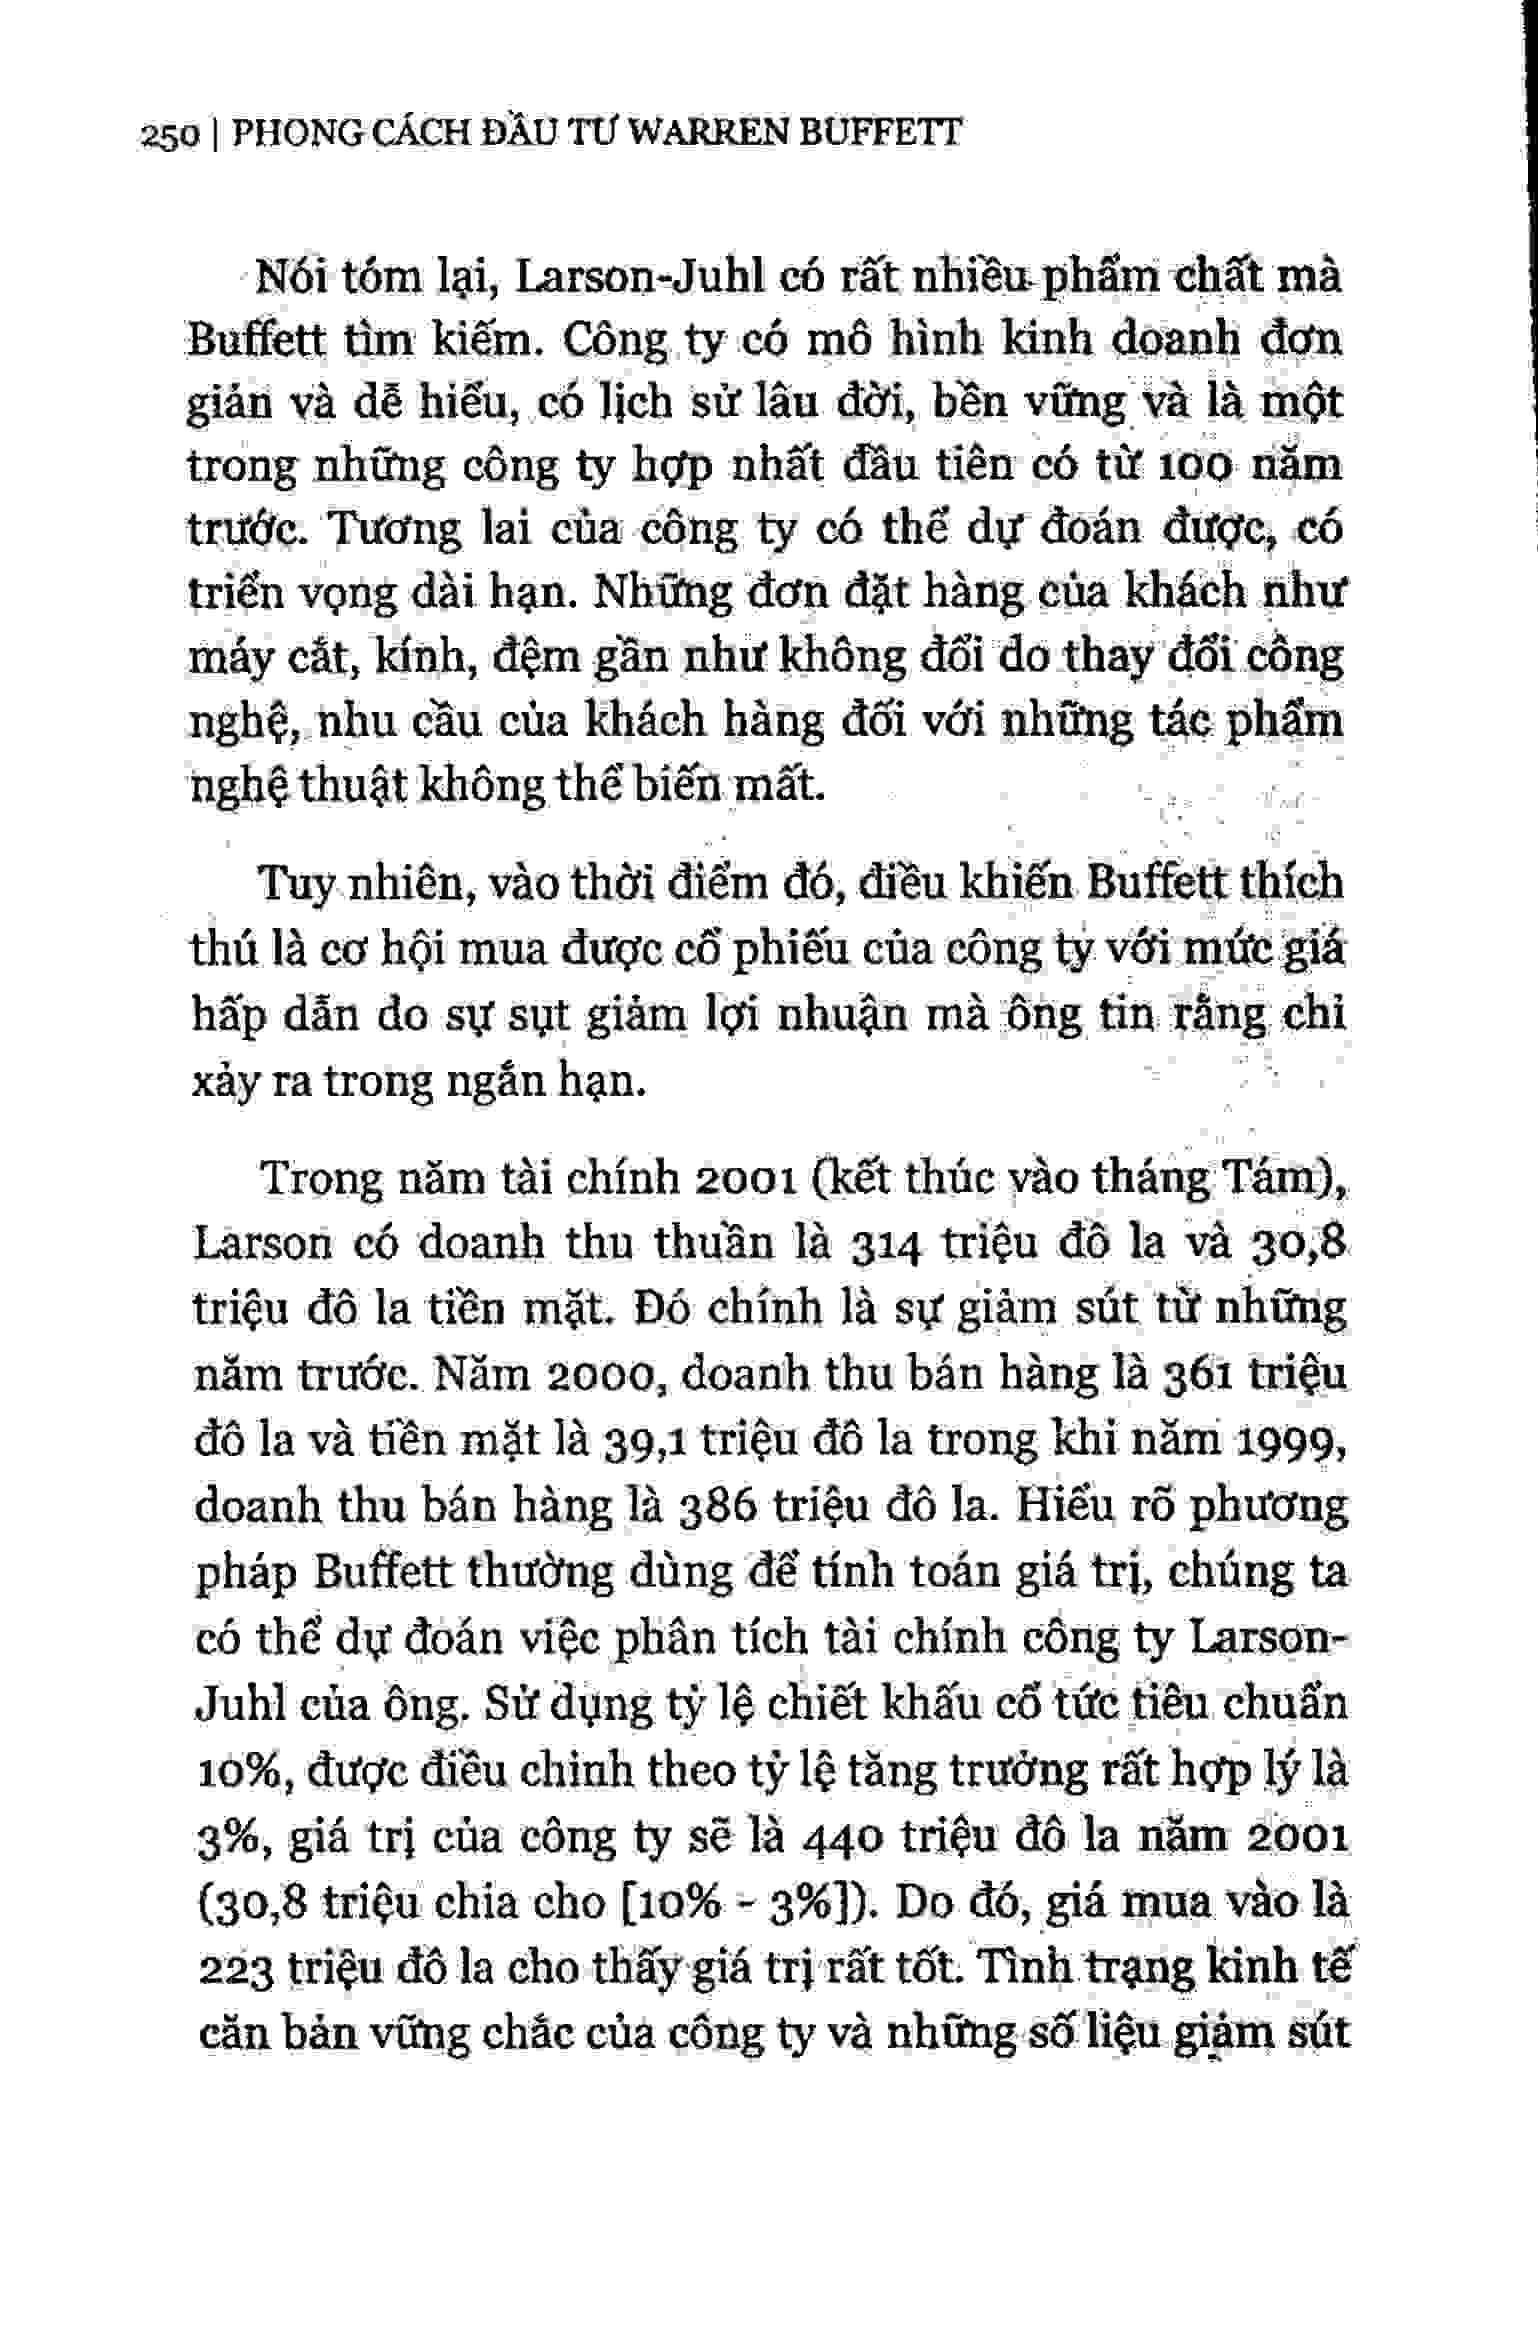 250 | PHONG CÁCH ĐẦU TƯ WARREN BUFFETT
Nói tóm lại, Larson-Juhl có rất nhiều phẩm chất mà
Buffett tìm kiếm. Công ty có mô hình kinh doanh đơn
giản và dễ hiểu, có lịch sử lâu đời, bền vững và là một
trong những công ty hợp nhất đầu tiên có từ 100 năm
trước. Tương lai của công ty có thể dự đoán được, có
triển vọng dài hạn. Những đơn đặt hàng của khách như
máy cắt, kính, đệm gần như không đổi do thay đổi công
nghệ, nhu cầu của khách hàng đối với những tác phẩm
nghệ thuật không thể biến mất.
Tuy nhiên, vào thời điểm đó, điều khiến Buffett thích
thú là cơ hội mua được cổ phiếu của công ty với mức giá
hấp dẫn do sự sụt giảm lợi nhuận mà ông tin rằng chỉ
xảy ra trong ngắn hạn.
Trong năm tài chính 2001 (kết thúc vào tháng Tám),
Larson có doanh thu thuần là 314 triệu đô la và 30,8
triệu đô la tiền mặt. Đó chính là sự giảm sút từ những
năm trước. Năm 2000, doanh thu bán hàng là 361 triệu
đô la và tiền mặt là 39,1 triệu đô la trong khi năm 1999,
doanh thu bán hàng là 386 triệu đô la. Hiểu rõ phương
pháp Buffett thường dùng để tính toán giá trị, chúng ta
có thể dự đoán việc phân tích tài chính công ty Larson-
Juhl của ông. Sử dụng tỷ lệ chiết khấu cổ tức tiêu chuẩn
10%, được điều chỉnh theo tỷ lệ tăng trưởng rất hợp lý là
3%, giá trị của công ty sẽ là 440 triệu đô la năm 2001
(30,8 triệu chia cho [10% - 3%]). Do đó, giá mua vào là
223 triệu đô la cho thấy giá trị rất tốt. Tình trạng kinh tế
căn bản vững chắc của công ty và những số liệu giảm sút